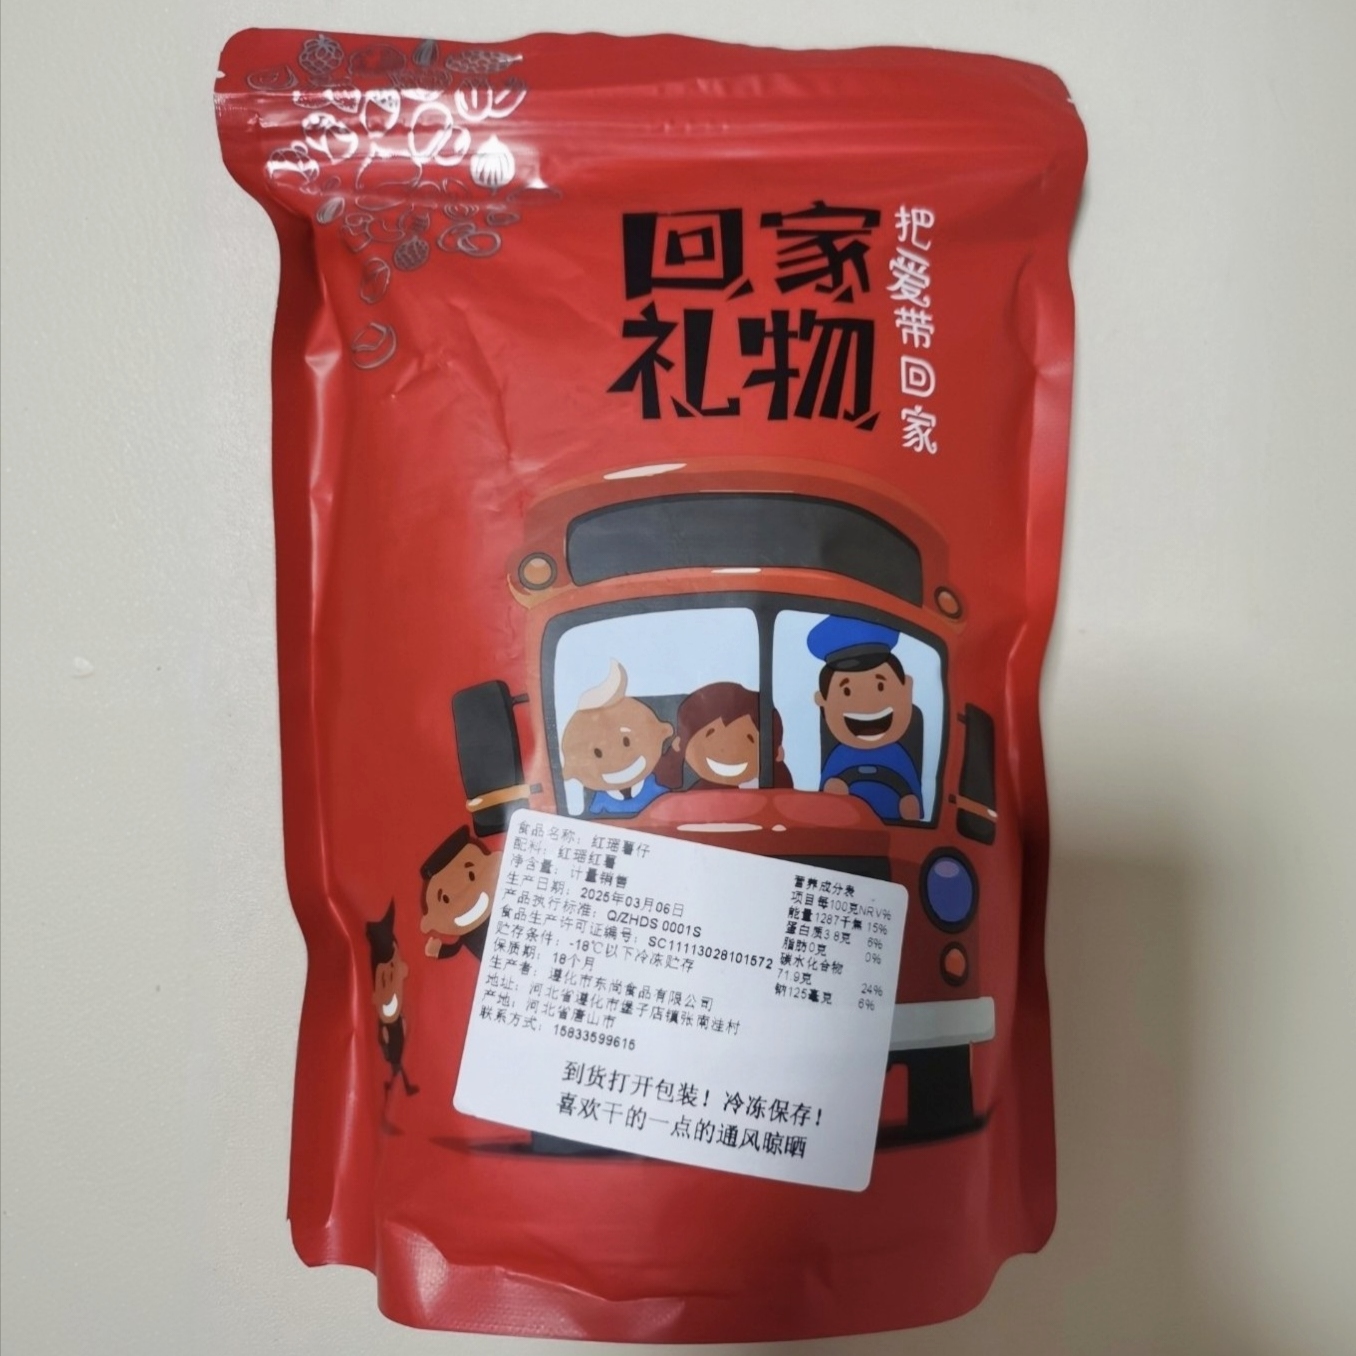 回家
礼物
把爱带回家
食品名称：红瑶薯仔
配料：红瑶红薯
净含量：计量销售
生产日期：2025年03月06日
产品执行标准：Q/ZHDS 0001S
食品生产许可证编号：SC11113028101572
贮存条件：-18℃以下冷冻贮存
保质期：18个月
生产者：遵化市东尚食品有限公司
地址：河北省遵化市堡子店镇张南洼村
产地：河北省唐山市
联系方式：15833599615
营养成分表
项目每100克NRV%
能量1287千焦 15%
蛋白质3.8克 6%
脂肪0克 0%
碳水化合物
71.9克 24%
钠125毫克 6%
到货打开包装！冷冻保存！
喜欢干的一点的通风晾晒